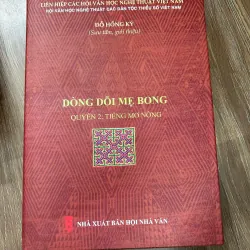 LIÊN HIỆP CÁC HỘI VĂN HỌC NGHỆ THUẬT VIỆT NAM
HỘI VĂN HỌC NGHỆ THUẬT CÁC DÂN TỘC THIỂU SỐ VIỆT NAM
ĐỖ HỒNG KỲ
(Sưu tầm, giới thiệu)
DÒNG DÕI MẸ BONG
QUYỂN 2: TIẾNG MƠ NÔNG
NHÀ XUẤT BẢN HỘI NHÀ VĂN